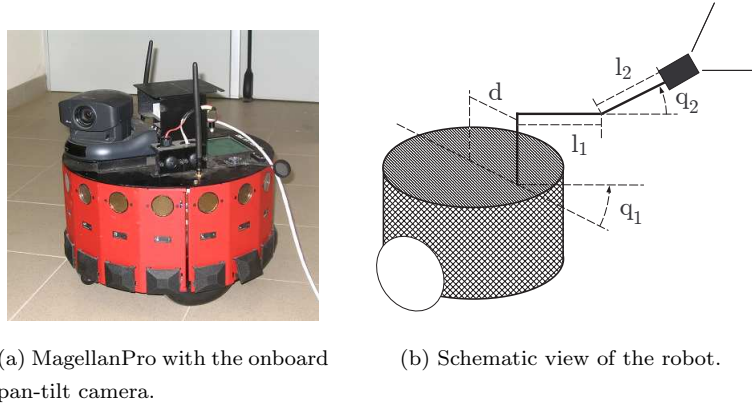 d
l₂
q₂
l₁
q₁
(a) MagellanPro with the onboard
pan-tilt camera.
(b) Schematic view of the robot.